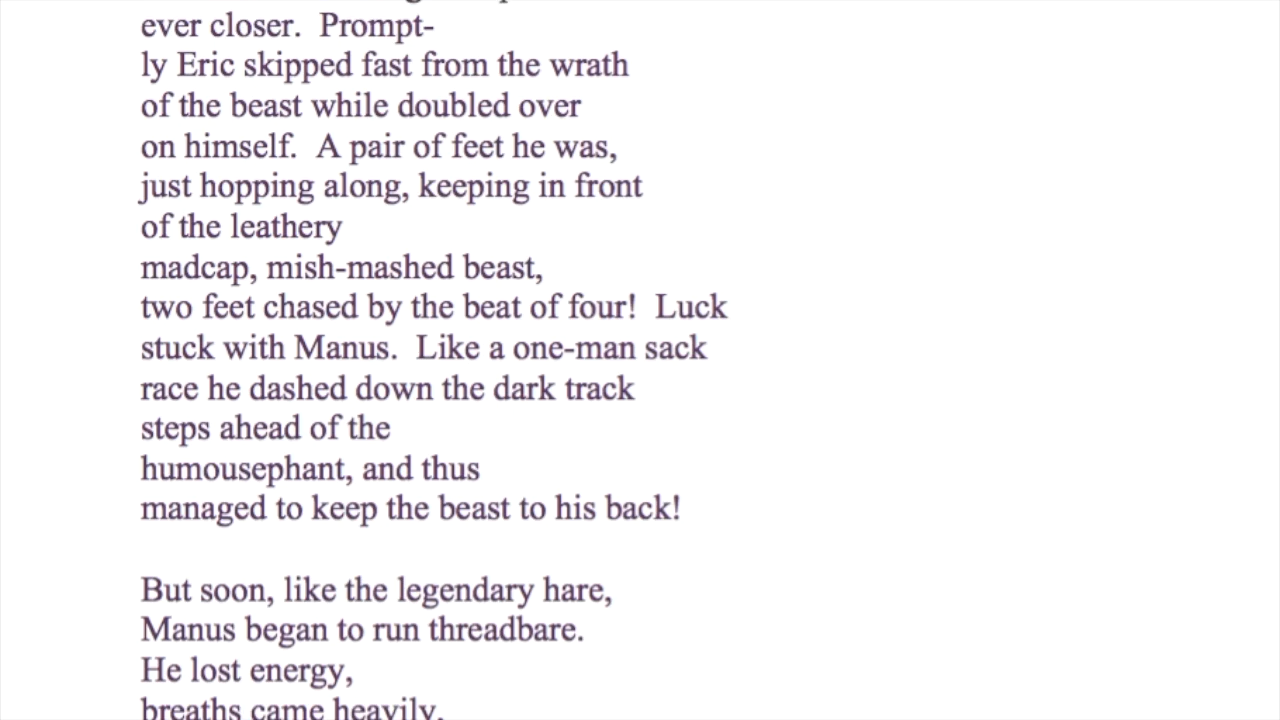 ever closer.  Prompt-
ly Eric skipped fast from the wrath
of the beast while doubled over
on himself.  A pair of feet he was,
just hopping along, keeping in front
of the leathery
madcap, mish-mashed beast,
two feet chased by the beat of four!  Luck
stuck with Manus.  Like a one-man sack
race he dashed down the dark track
steps ahead of the
humousephant, and thus
managed to keep the beast to his back!

But soon, like the legendary hare,
Manus began to run threadbare.
He lost energy,
breaths came heavily,